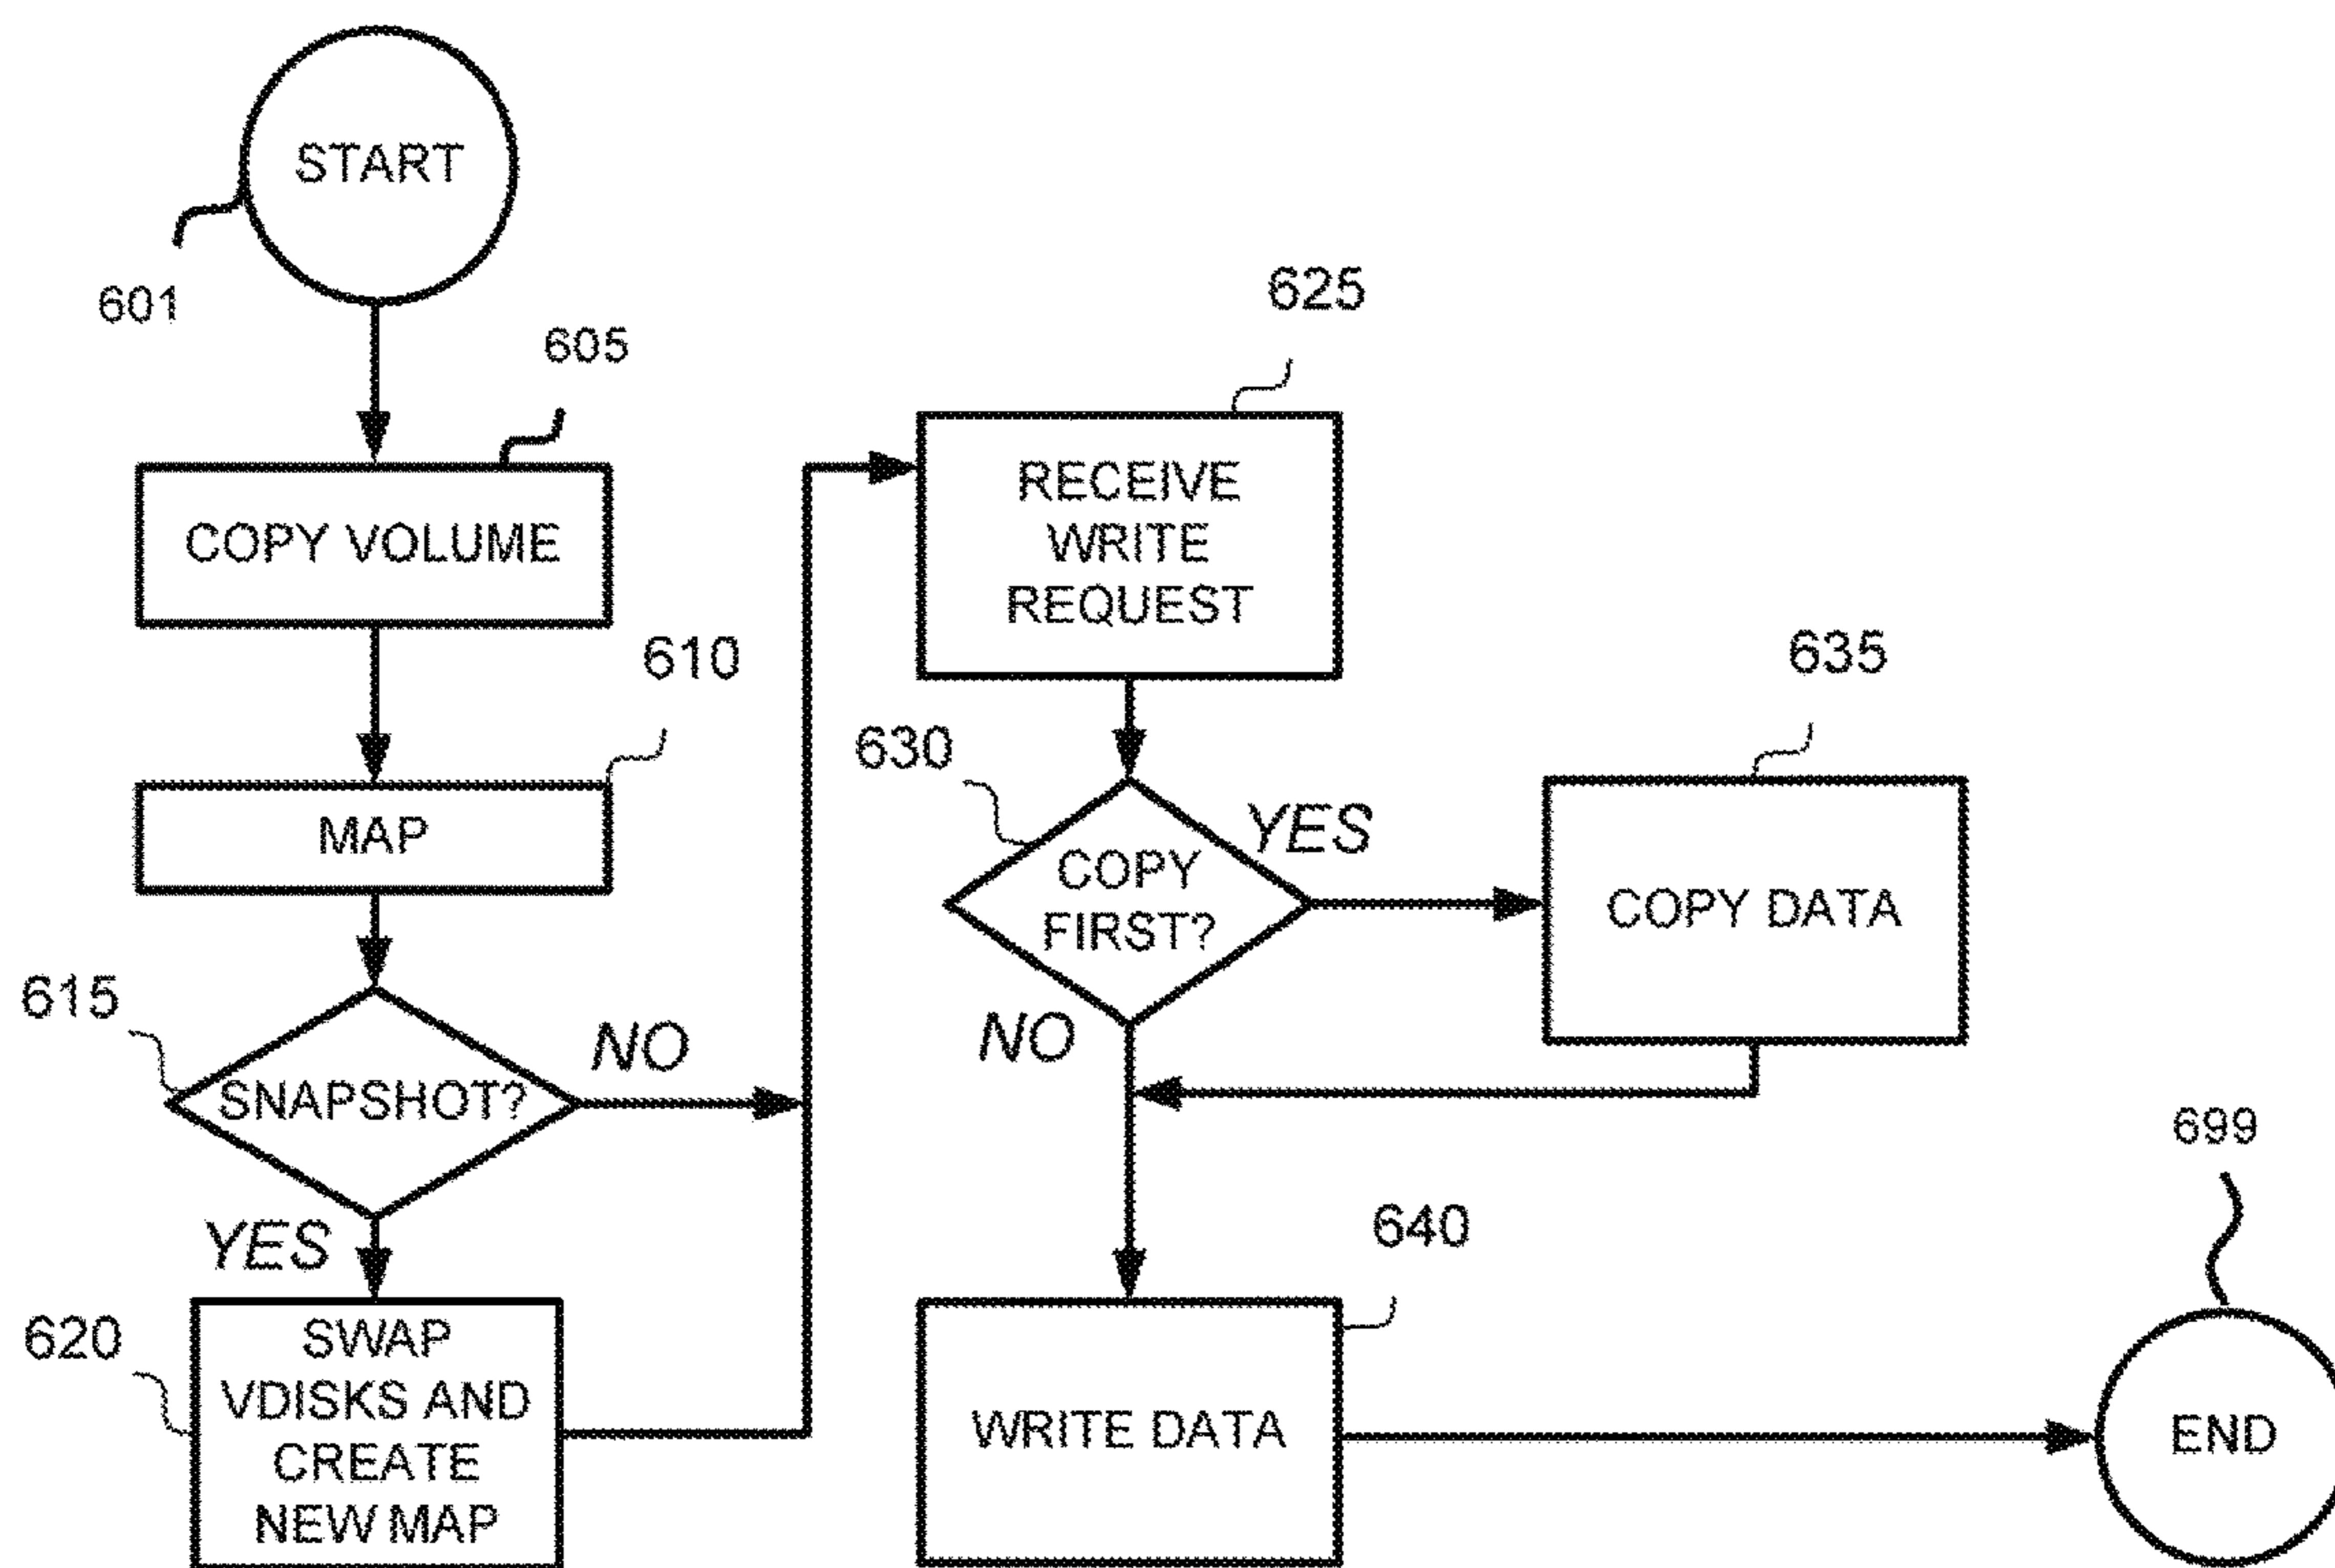 START
601
605
COPY VOLUME
610
MAP
615
SNAPSHOT?
NO
YES
620
SWAP
VDISKS AND
CREATE
NEW MAP
625
RECEIVE
WRITE
REQUEST
630
COPY
FIRST?
YES
NO
635
COPY DATA
640
WRITE DATA
699
END